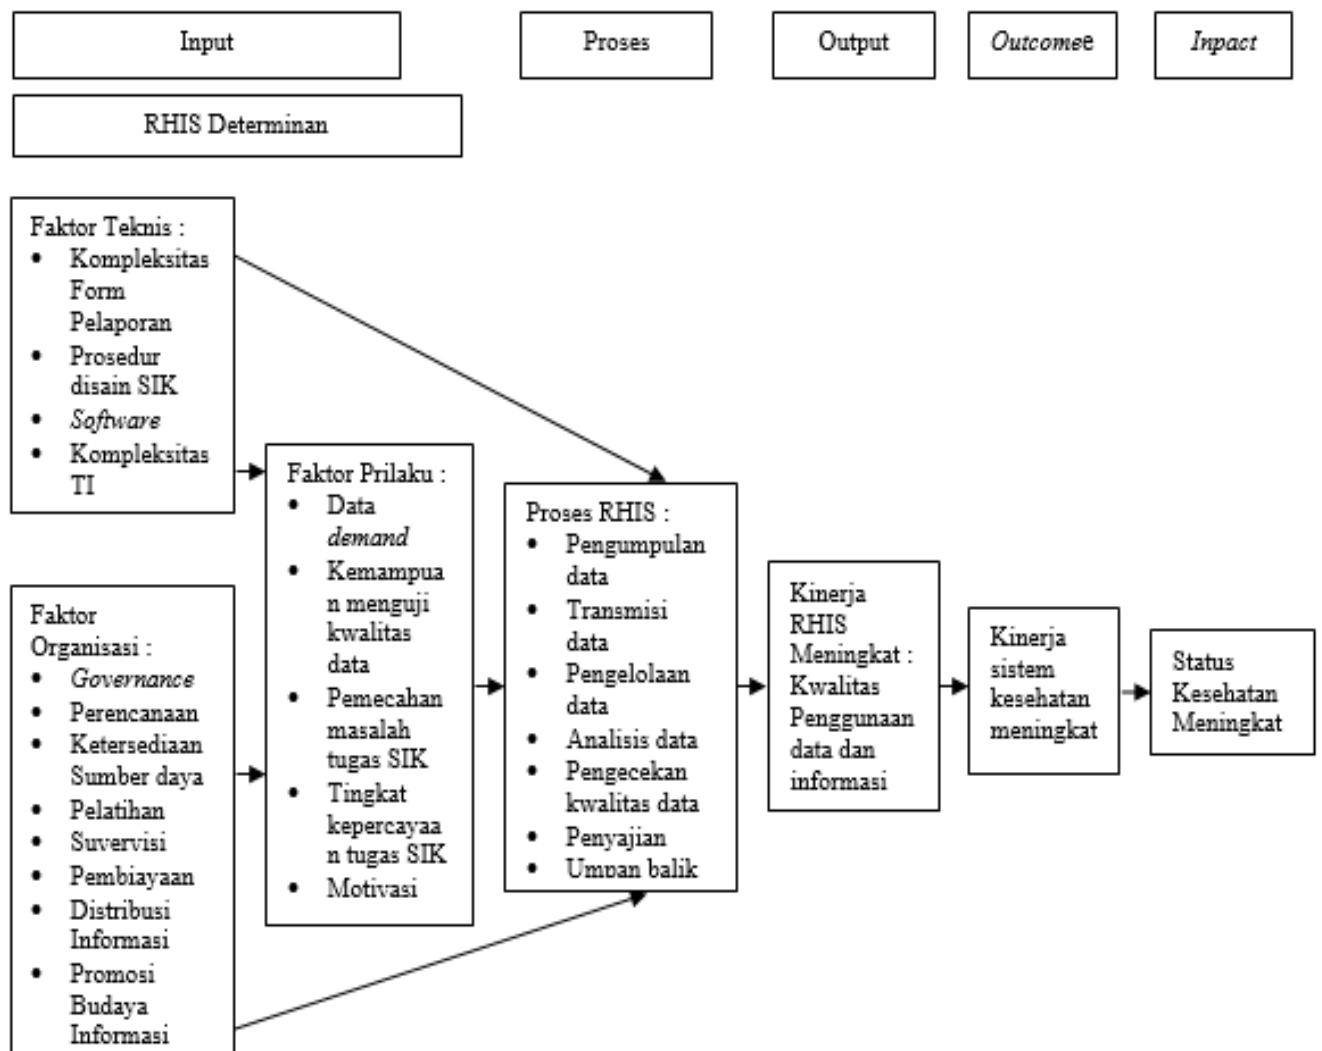 Input
Proses
Output
Outcomee
Inpact
RHIS Determinan
Faktor Teknis :
• Kompleksitas
Form
Pelaporan
• Prosedur
disain SIK
• Software
• Kompleksitas
TI
Faktor
Organisasi :
• Governance
• Perencanaan
• Ketersediaan
Sumber daya
• Pelatihan
• Suvervisi
• Pembiayaan
• Distribusi
Informasi
• Promosi
Budaya
Informasi
Faktor Prilaku :
• Data
demand
• Kemampua
n menguji
kwalitas
data
• Pemecahan
masalah
tugas SIK
• Tingkat
kepercayaa
n tugas SIK
• Motivasi
Proses RHIS :
• Pengumpulan
data
• Transmisi
data
• Pengelolaan
data
• Analisis data
• Pengecekan
kwalitas data
• Penyajian
• Umpan balik
Kinerja
RHIS
Meningkat :
Kwalitas
Penggunaan
data dan
informasi
Kinerja
sistem
kesehatan
meningkat
Status
Kesehatan
Meningkat